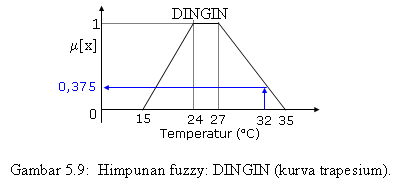 DINGIN
1
μ[x]
0,375
0
15 24 27 32 35
Temperatur (°C)
Gambar 5.9: Himpunan fuzzy: DINGIN (kurva trapesium).